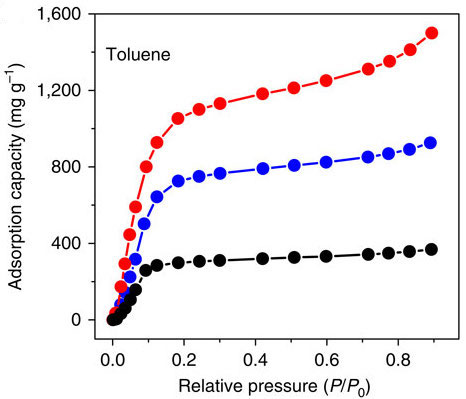 1,600
Toluene
1,200
800
400
0
Adsorption capacity (mg g⁻¹)
0.0 0.2 0.4 0.6 0.8
Relative pressure (P/P₀)